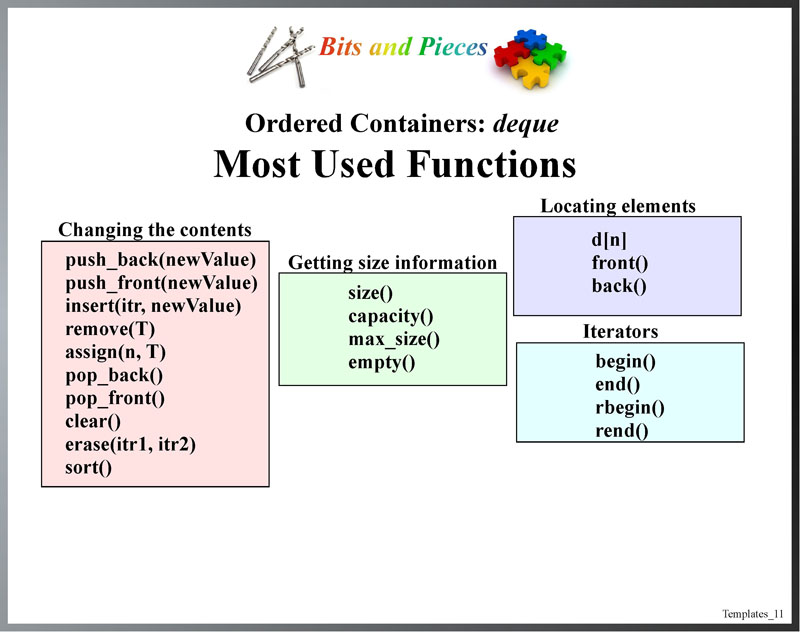 Bits and Pieces
Ordered Containers: deque
Most Used Functions
Changing the contents
push_back(newValue)
push_front(newValue)
insert(itr, newValue)
remove(T)
assign(n, T)
pop_back()
pop_front()
clear()
erase(itr1, itr2)
sort()
Getting size information
size()
capacity()
max_size()
empty()
Locating elements
d[n]
front()
back()
Iterators
begin()
end()
rbegin()
rend()
Templates_11